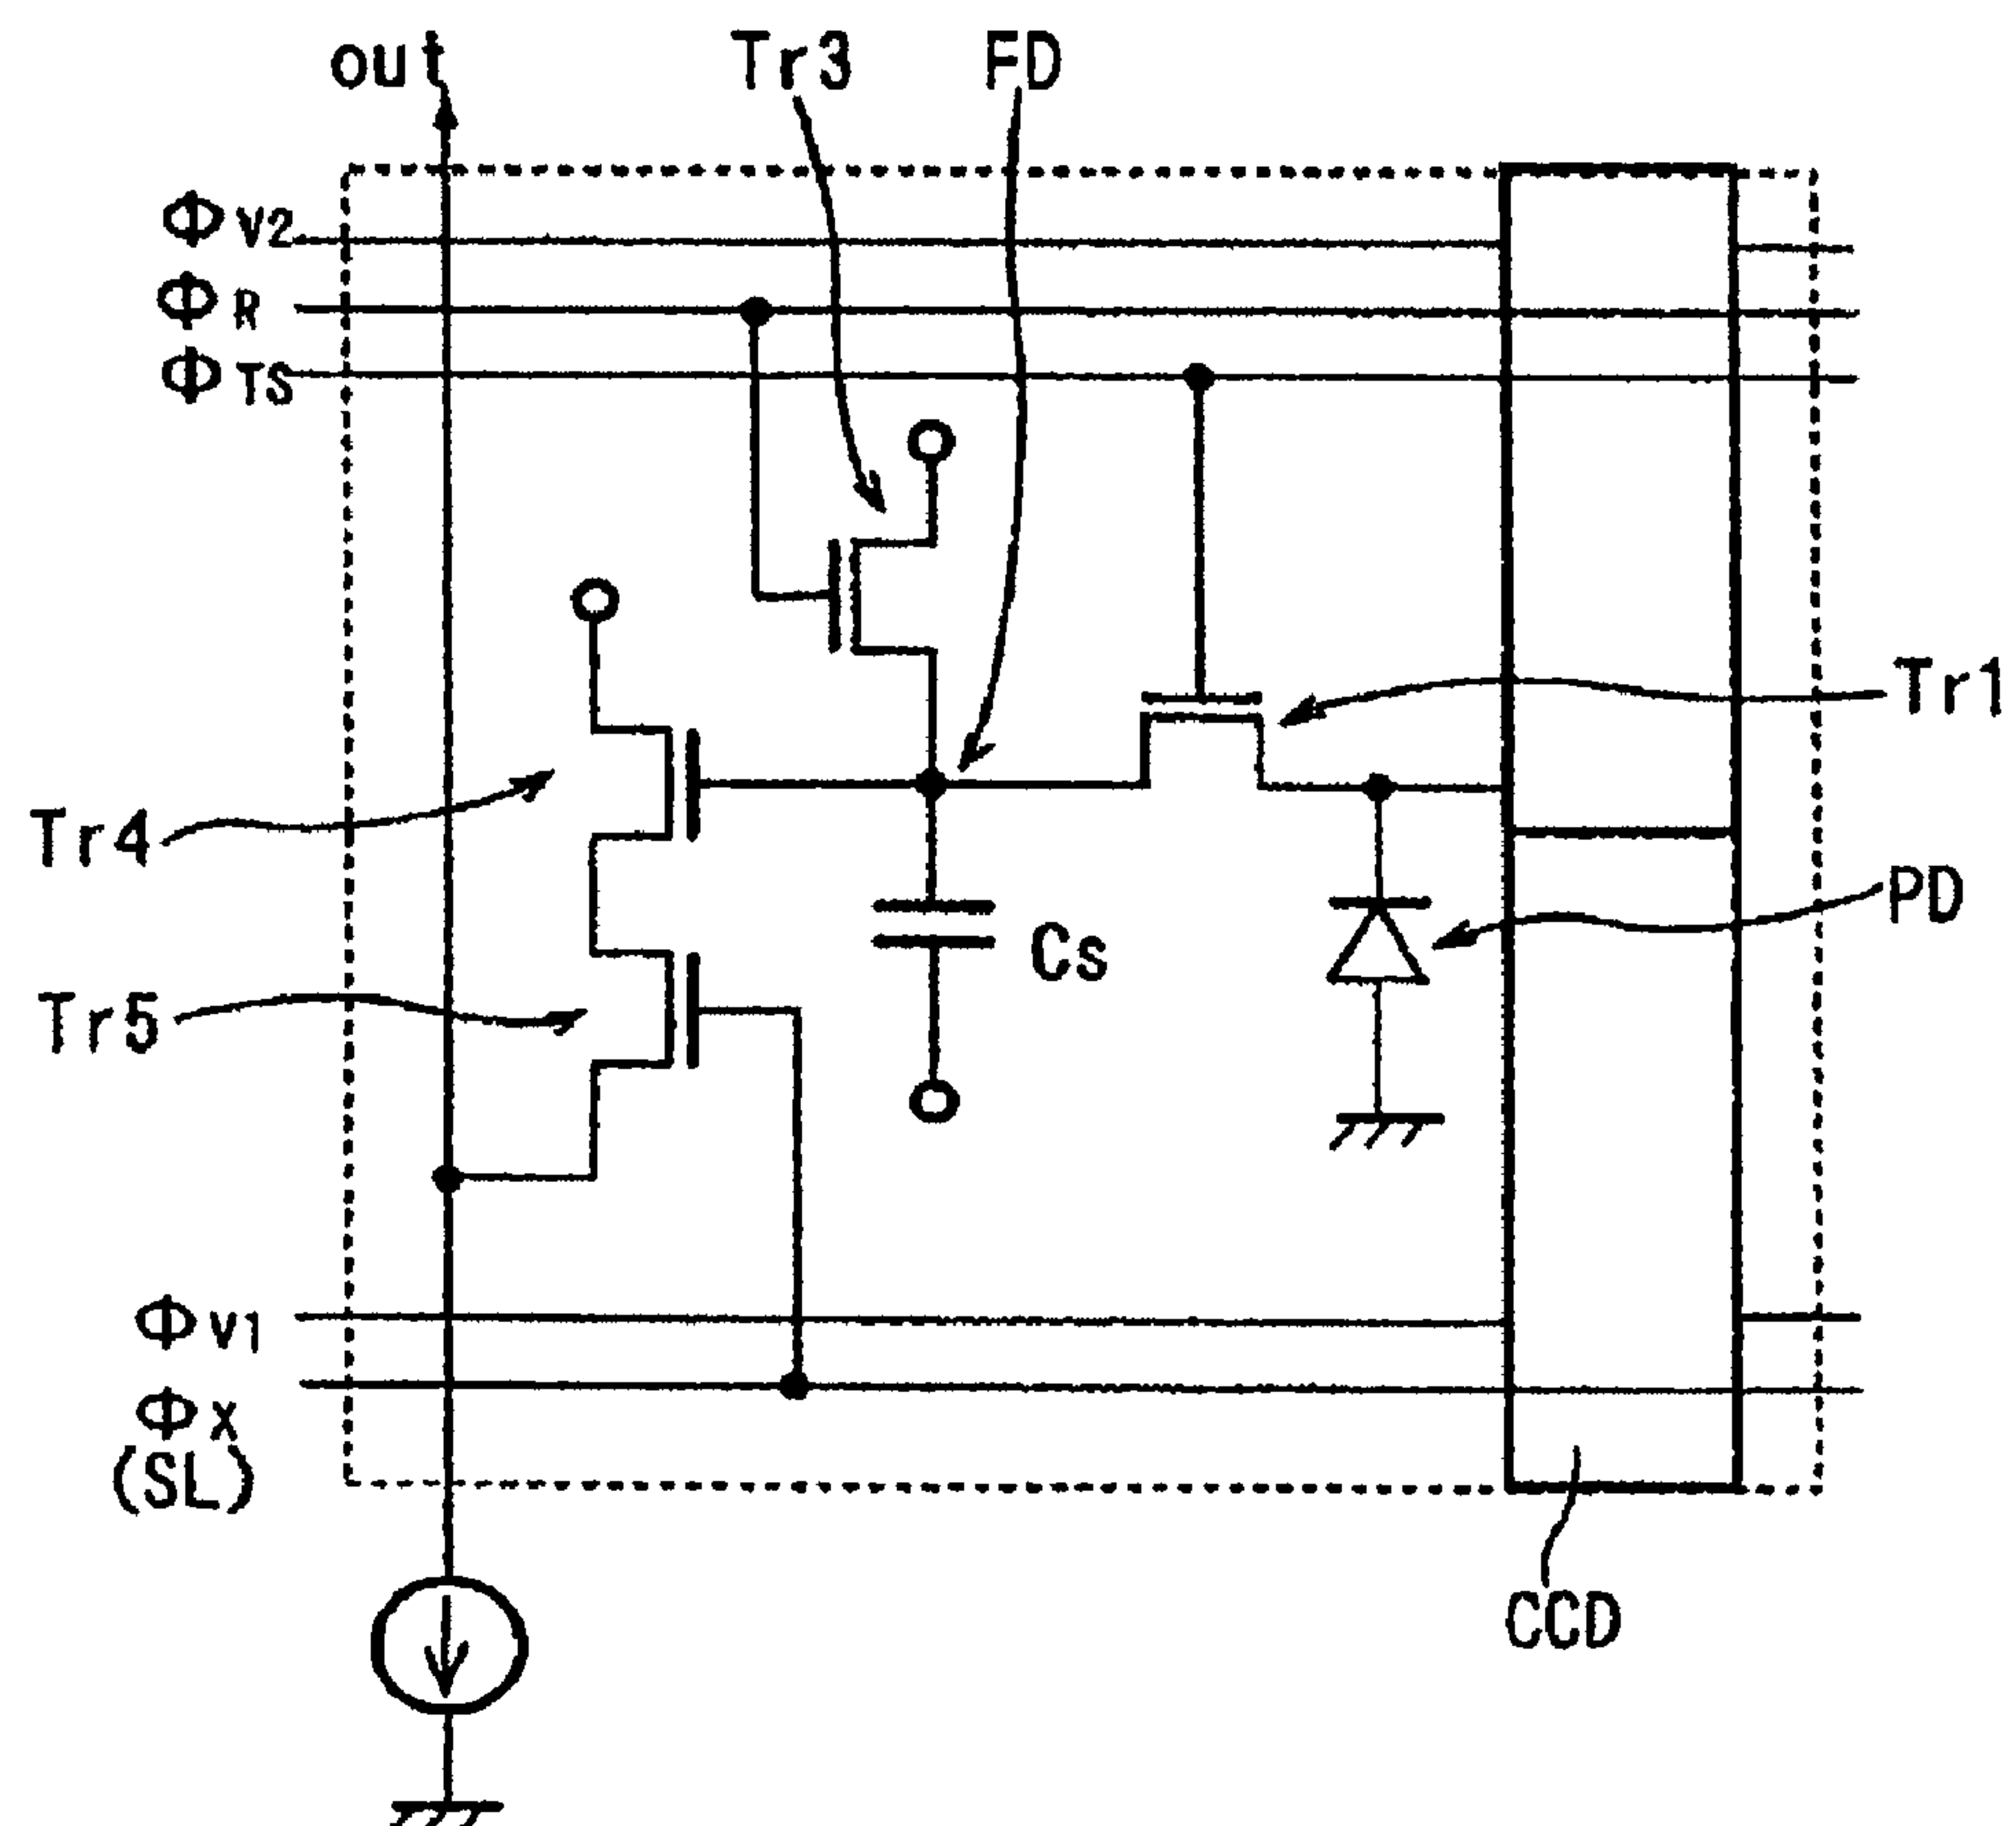 out
Tr3
FD
ΦV2
ΦR
ΦTS
Tr1
Tr4
PD
Cs
Tr5
ΦV1
ΦX
(SL)
CCD